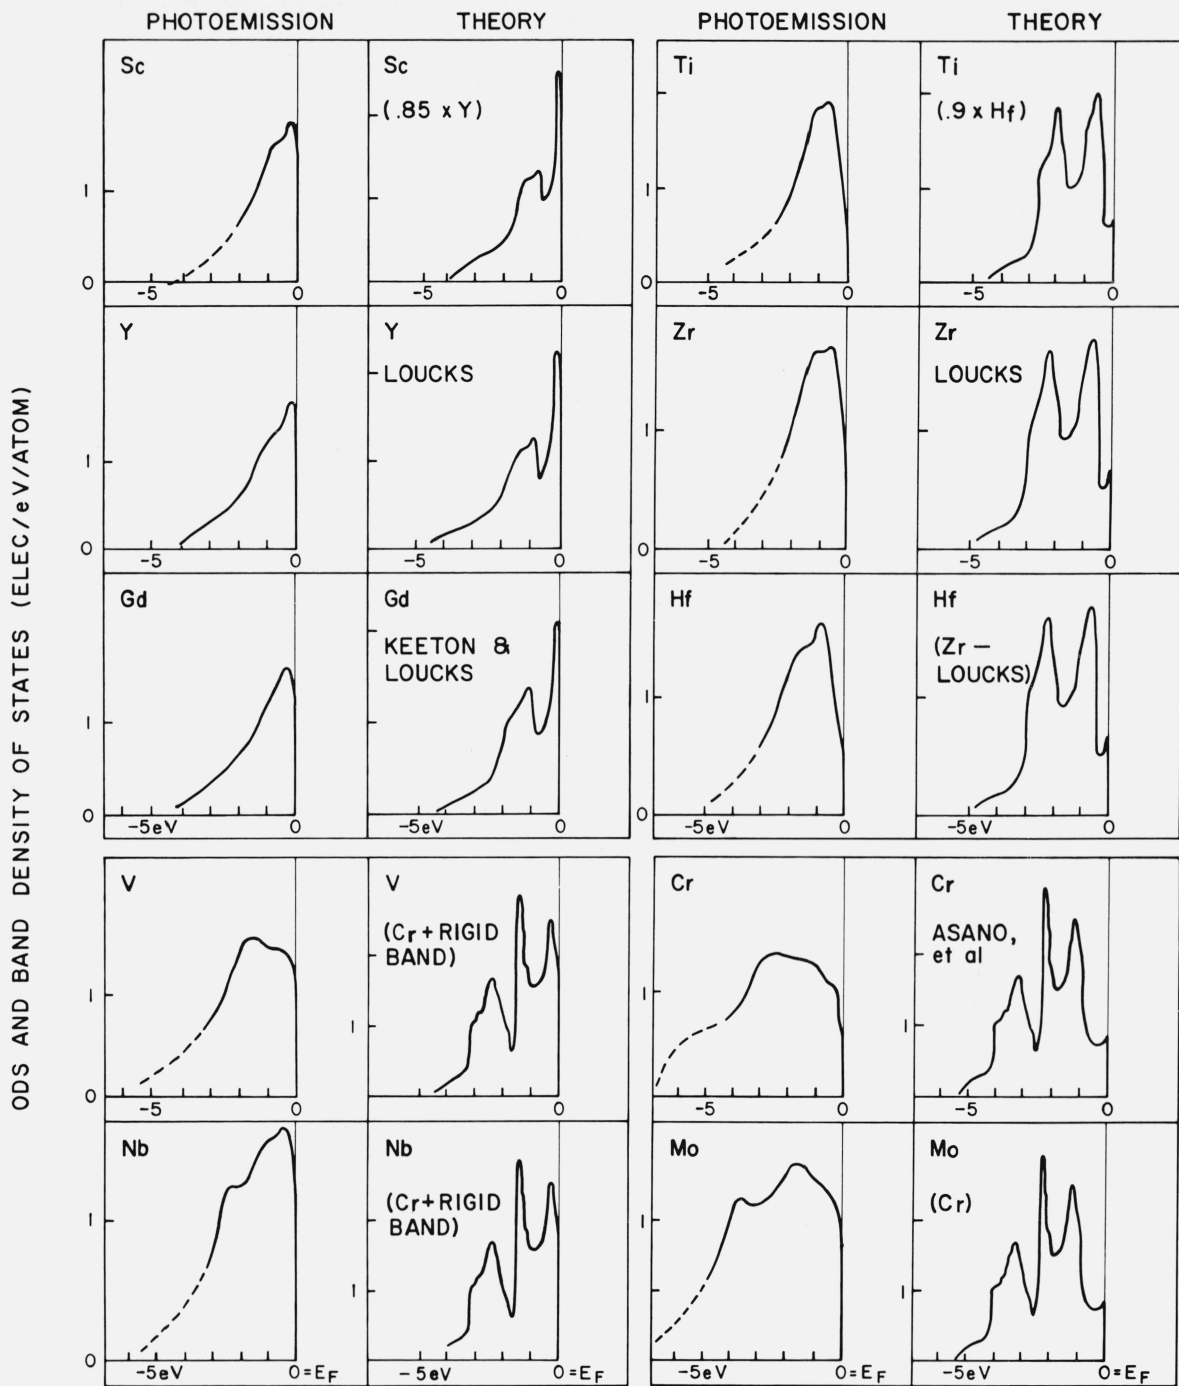 PHOTOEMISSION THEORY PHOTOEMISSION THEORY
ODS AND BAND DENSITY OF STATES (ELEC/eV/ATOM)
Sc
1
0
-5 0
Sc
(.85 x Y)
-5 0
Ti
1
0
-5 0
Ti
(.9 x Hf)
-5 0
Y
1
0
-5 0
Y
LOUCKS
-5 0
Zr
1
0
-5 0
Zr
LOUCKS
-5 0
Gd
1
0
-5eV 0
Gd
KEETON &
LOUCKS
-5eV 0
Hf
1
0
-5eV 0
Hf
(Zr —
LOUCKS)
-5eV 0
V
1
0
-5 0
V
(Cr + RIGID
BAND)
1
0
Cr
1
-5 0
Cr
ASANO,
et al
1
-5 0
Nb
1
0
-5eV 0=EF
Nb
(Cr+RIGID
BAND)
1
-5eV 0=EF
Mo
1
-5eV 0=EF
Mo
(Cr)
1
-5eV 0=EF